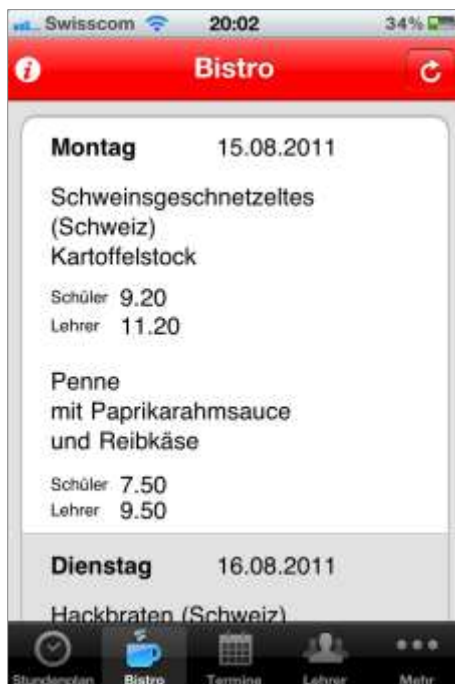 Swisscom 20:02 34%
Bistro
Montag 15.08.2011
Schweinsgeschnetzeltes
(Schweiz)
Kartoffelstock
Schüler 9.20
Lehrer 11.20
Penne
mit Paprikarahmsauce
und Reibkäse
Schüler 7.50
Lehrer 9.50
Dienstag 16.08.2011
Hackbraten (Schweiz)
Stundenplan Bistro Termine Lehrer Mehr